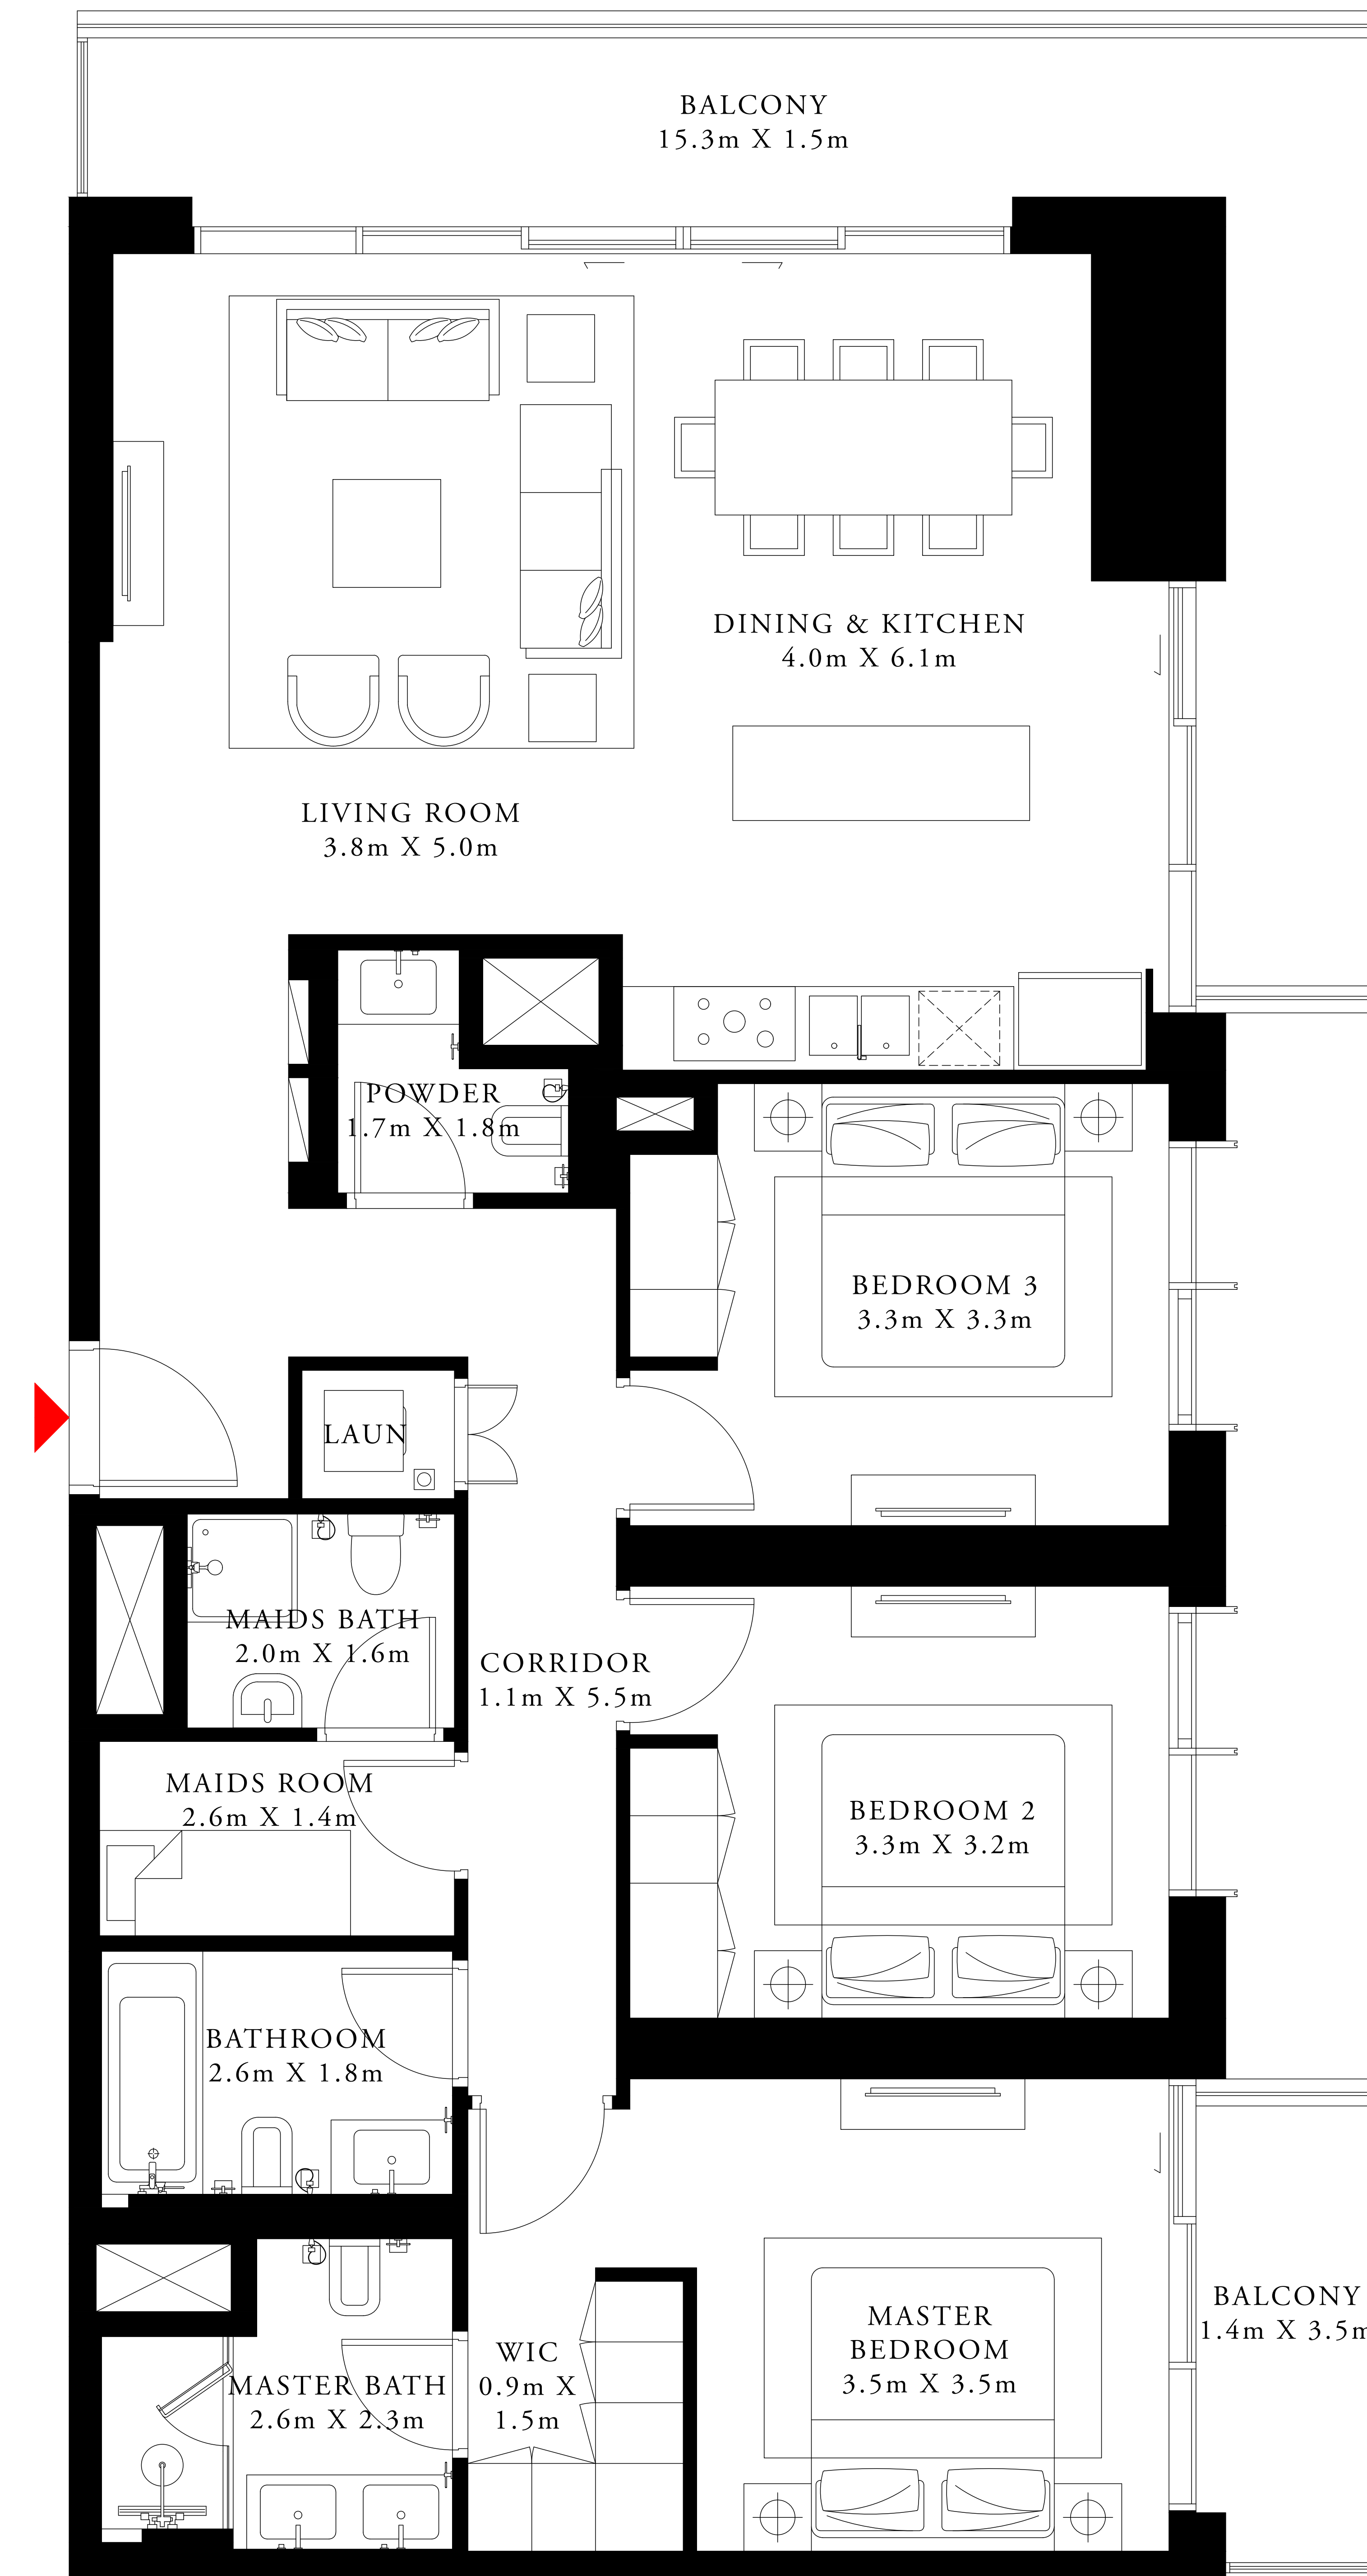 BALCONY
15.3m X 1.5m
DINING & KITCHEN
4.0m X 6.1m
LIVING ROOM
3.8m X 5.0m
POWDER
1.7m X 1.8m
BEDROOM 3
3.3m X 3.3m
LAUN
MAIDS BATH
2.0m X 1.6m
CORRIDOR
1.1m X 5.5m
MAIDS ROOM
2.6m X 1.4m
BEDROOM 2
3.3m X 3.2m
BATHROOM
2.6m X 1.8m
BALCONY
1.4m X 3.5m
MASTER
BEDROOM
3.5m X 3.5m
WIC
0.9m X
1.5m
MASTER BATH
2.6m X 2.3m